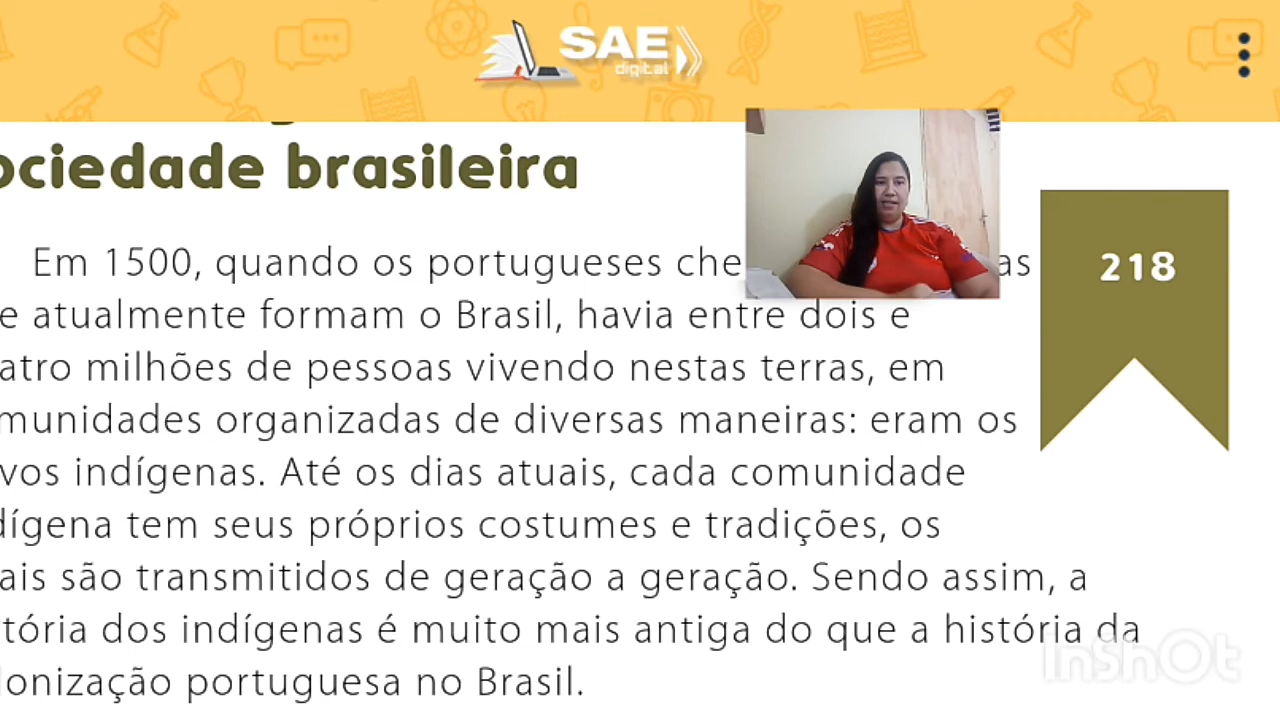 SAE
digital
ociedade brasileira
Em 1500, quando os portugueses che as
218
e atualmente formam o Brasil, havia entre dois e
atro milhões de pessoas vivendo nestas terras, em
munidades organizadas de diversas maneiras: eram os
vos indígenas. Até os dias atuais, cada comunidade
dígena tem seus próprios costumes e tradições, os
ais são transmitidos de geração a geração. Sendo assim, a
tória dos indígenas é muito mais antiga do que a história da
lonização portuguesa no Brasil.
InShOt